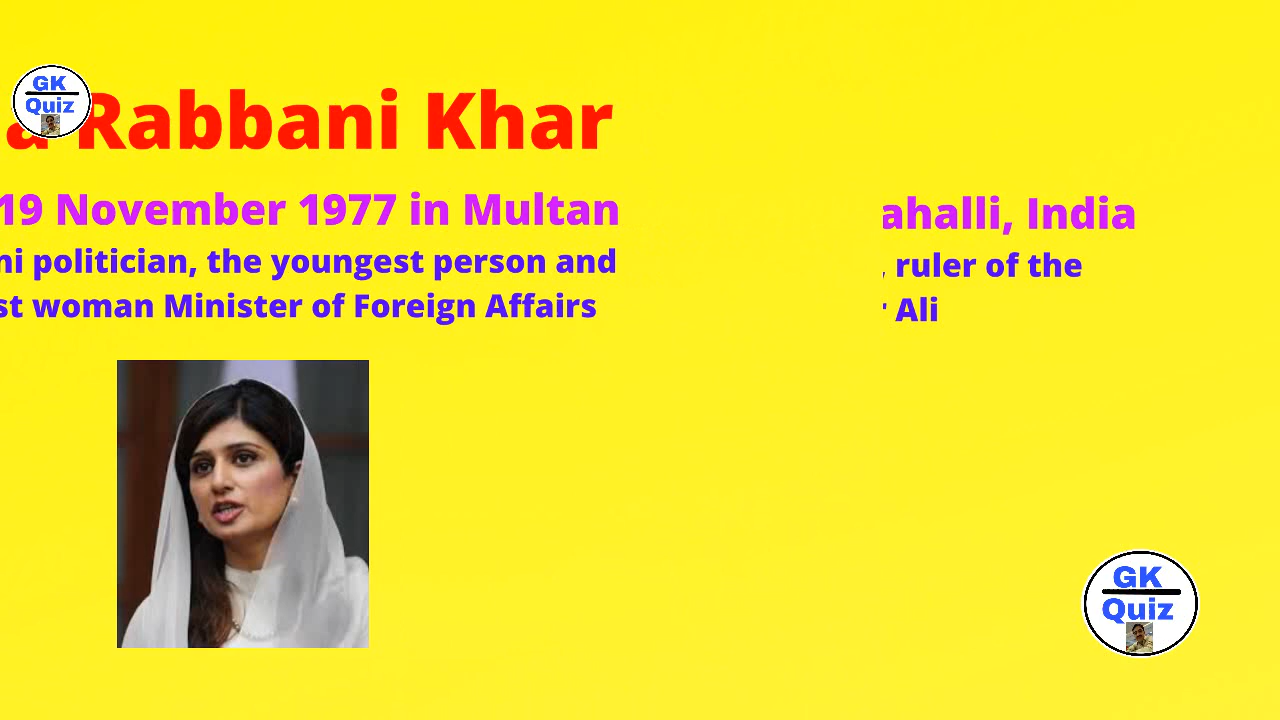 GK
Quiz
a Rabbani Khar
19 November 1977 in Multan
ni politician, the youngest person and
st woman Minister of Foreign Affairs
ahalli, India
, ruler of the
r Ali
GK
Quiz